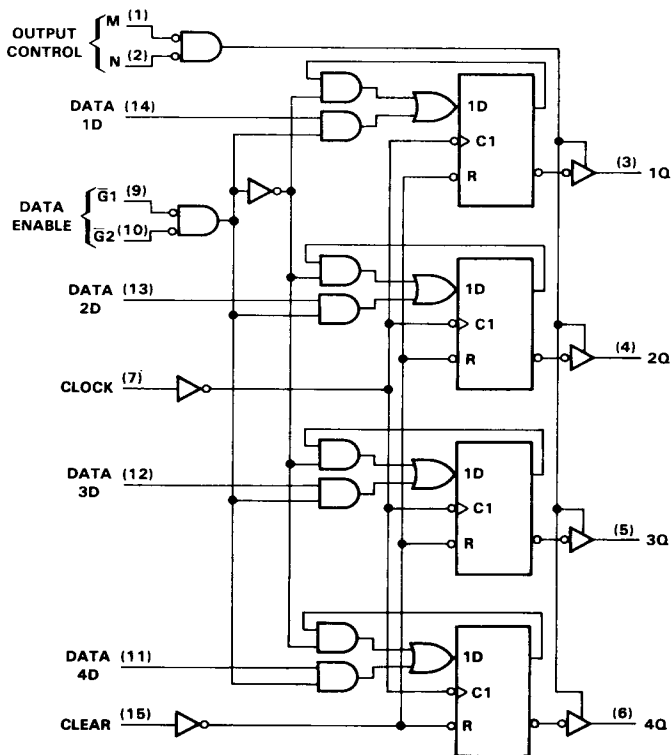 OUTPUT CONTROL
M (1)
N (2)
DATA 1D (14)
1D
C1
R
(3) 1Q
DATA ENABLE
G̅1 (9)
G̅2 (10)
DATA 2D (13)
1D
C1
R
(4) 2Q
CLOCK (7)
DATA 3D (12)
1D
C1
R
(5) 3Q
DATA 4D (11)
1D
C1
R
(6) 4Q
CLEAR (15)